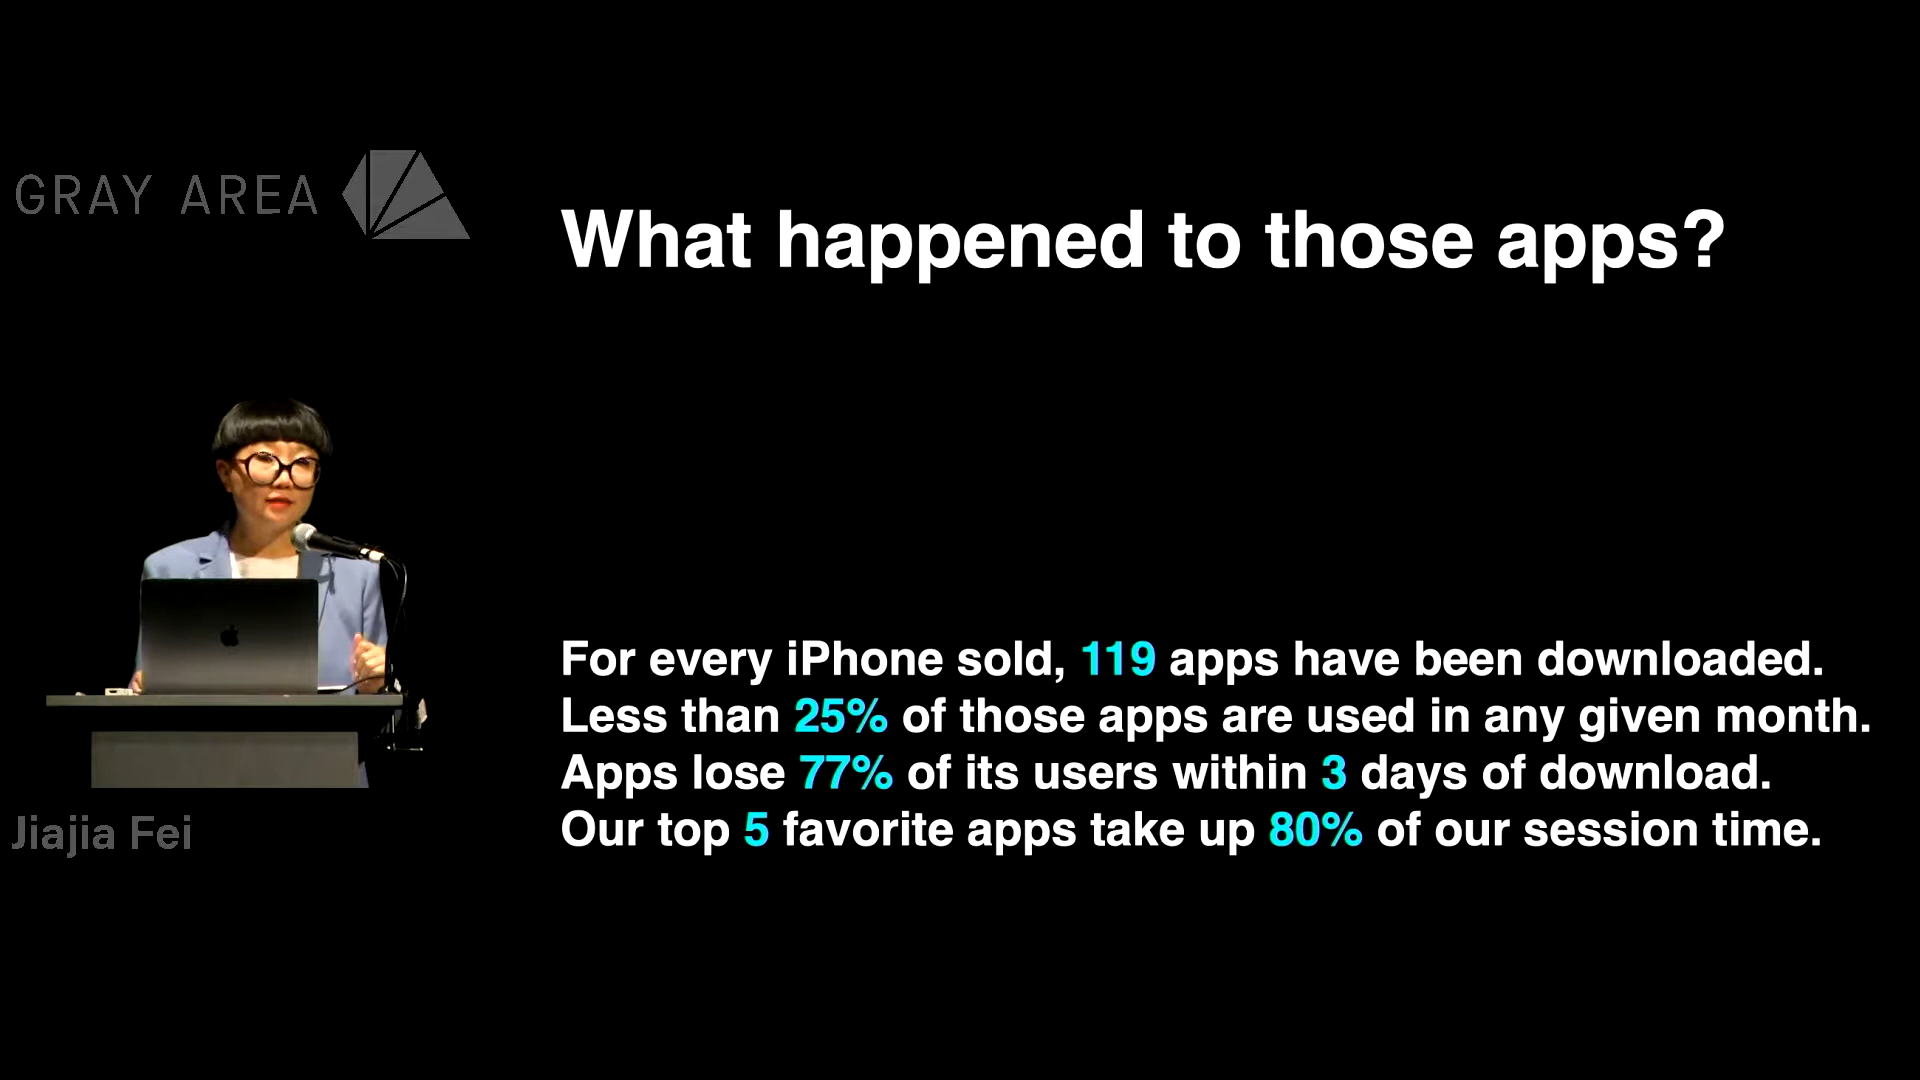 GRAY AREA
What happened to those apps?
For every iPhone sold, 119 apps have been downloaded.
Less than 25% of those apps are used in any given month.
Apps lose 77% of its users within 3 days of download.
Our top 5 favorite apps take up 80% of our session time.
Jiajia Fei